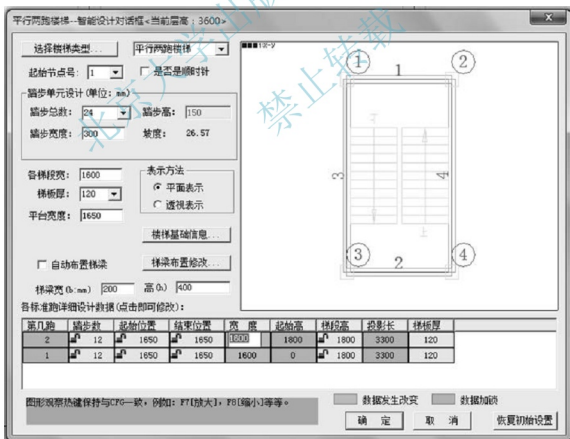 平行两跑楼梯--智能设计对话框<当前层高：3600>
选择楼梯类型... 平行两跑楼梯
起始节点号： 1 是否是顺时针
踏步单元设计(单位：mm)
踏步总数： 24 踏步高： 150
踏步宽度： 300 坡度： 26.57
各梯段宽： 1600
梯板厚： 120
平台宽度： 1650
表示方法
平面表示
透视表示
楼梯基础信息...
自动布置梯梁 梯梁布置修改...
梯梁宽(b:mm) 200 高(h) 400
各标准跑详细设计数据(点击即可修改)：
第几跑 踏步数 起始位置 结束位置 宽 度 起始高 梯段高 投影长 梯板厚
2 12 1650 1650 1600 1800 1800 3300 120
1 12 1650 1650 1600 0 1800 3300 120
图形观察热键保持与CFG一致，例如：F7[放大]，F8[缩小]等等。
数据发生改变 数据加锁
确 定 取 消 恢复初始设置
1 1 2
3 4
3 2 4
北京大学出版
禁止转载